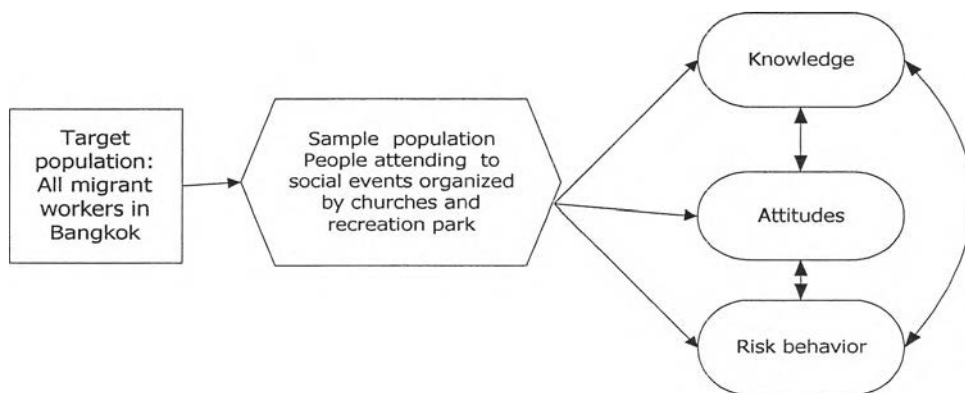 Target
population:
All migrant
workers in
Bangkok
Sample population
People attending to
social events organized
by churches and
recreation park
Knowledge
Attitudes
Risk behavior